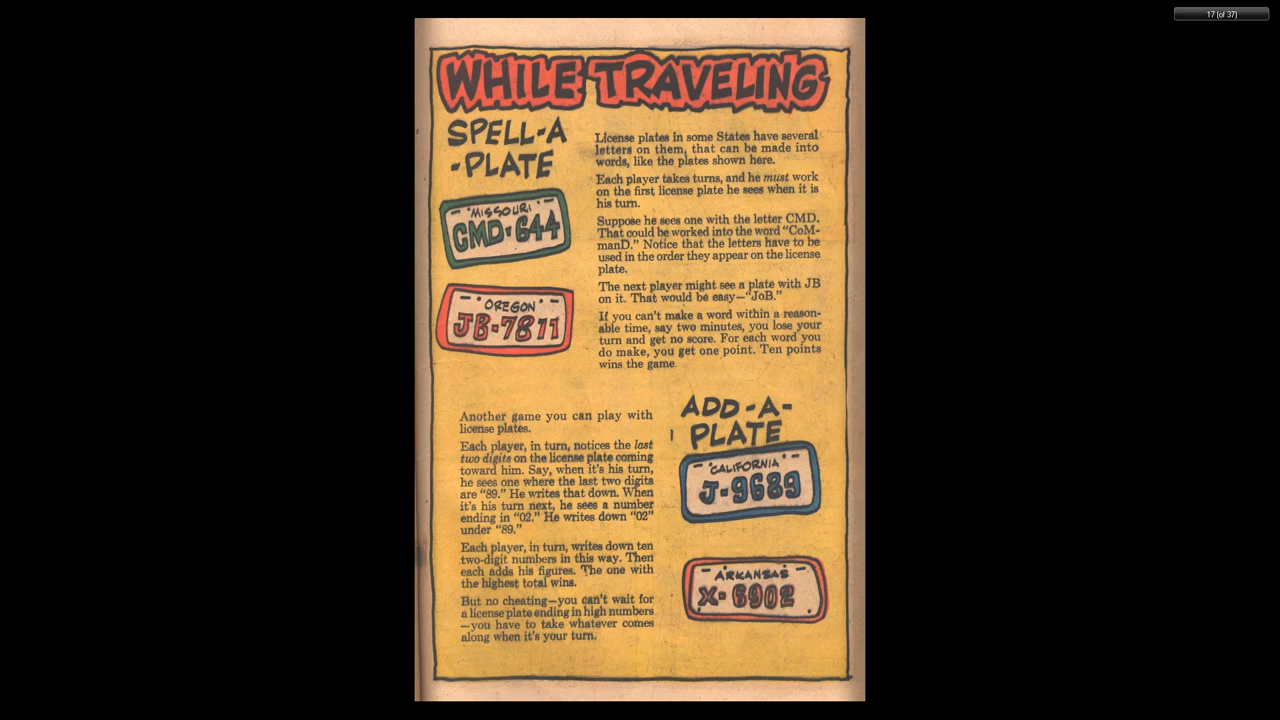 17 (of 37)
WHILE TRAVELING
SPELL-A
-PLATE
MISSOURI
CMD-644
OREGON
JB-7811
License plates in some States have several
letters on them, that can be made into
words, like the plates shown here.
Each player takes turns, and he must work
on the first license plate he sees when it is
his turn.
Suppose he sees one with the letter CMD.
That could be worked into the word “CoM-
manD.” Notice that the letters have to be
used in the order they appear on the license
plate.
The next player might see a plate with JB
on it. That would be easy—“JoB.”
If you can’t make a word within a reason-
able time, say two minutes, you lose your
turn and get no score. For each word you
do make, you get one point. Ten points
wins the game.
ADD-A-
PLATE
CALIFORNIA
J-9689
ARKANSAS
X-6902
Another game you can play with
license plates.
Each player, in turn, notices the last
two digits on the license plate coming
toward him. Say, when it’s his turn,
he sees one where the last two digits
are “89.” He writes that down. When
it’s his turn next, he sees a number
ending in “02.” He writes down “02”
under “89.”
Each player, in turn, writes down ten
two-digit numbers in this way. Then
each adds his figures. The one with
the highest total wins.
But no cheating—you can’t wait for
a license plate ending in high numbers
—you have to take whatever comes
along when it’s your turn.